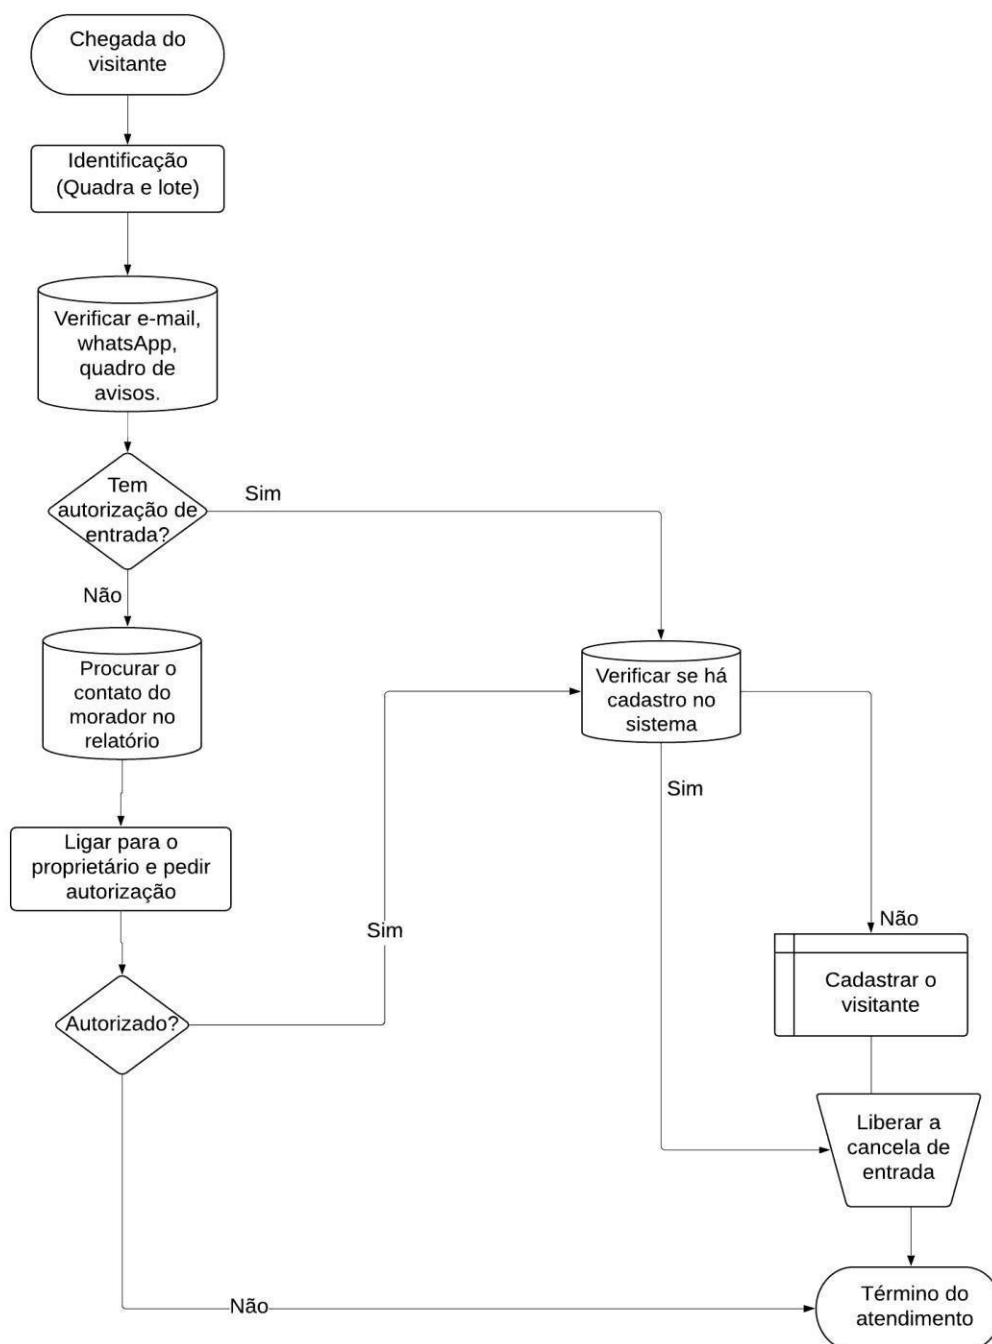 Chegada do
visitante
Identificação
(Quadra e lote)
Verificar e-mail,
whatsApp,
quadro de
avisos.
Tem
autorização de
entrada?
Sim
Não
Procurar o
contato do
morador no
relatório
Verificar se há
cadastro no
sistema
Sim
Ligar para o
proprietário e pedir
autorização
Sim
Não
Cadastrar o
visitante
Autorizado?
Liberar a
cancela de
entrada
Não
Término do
atendimento